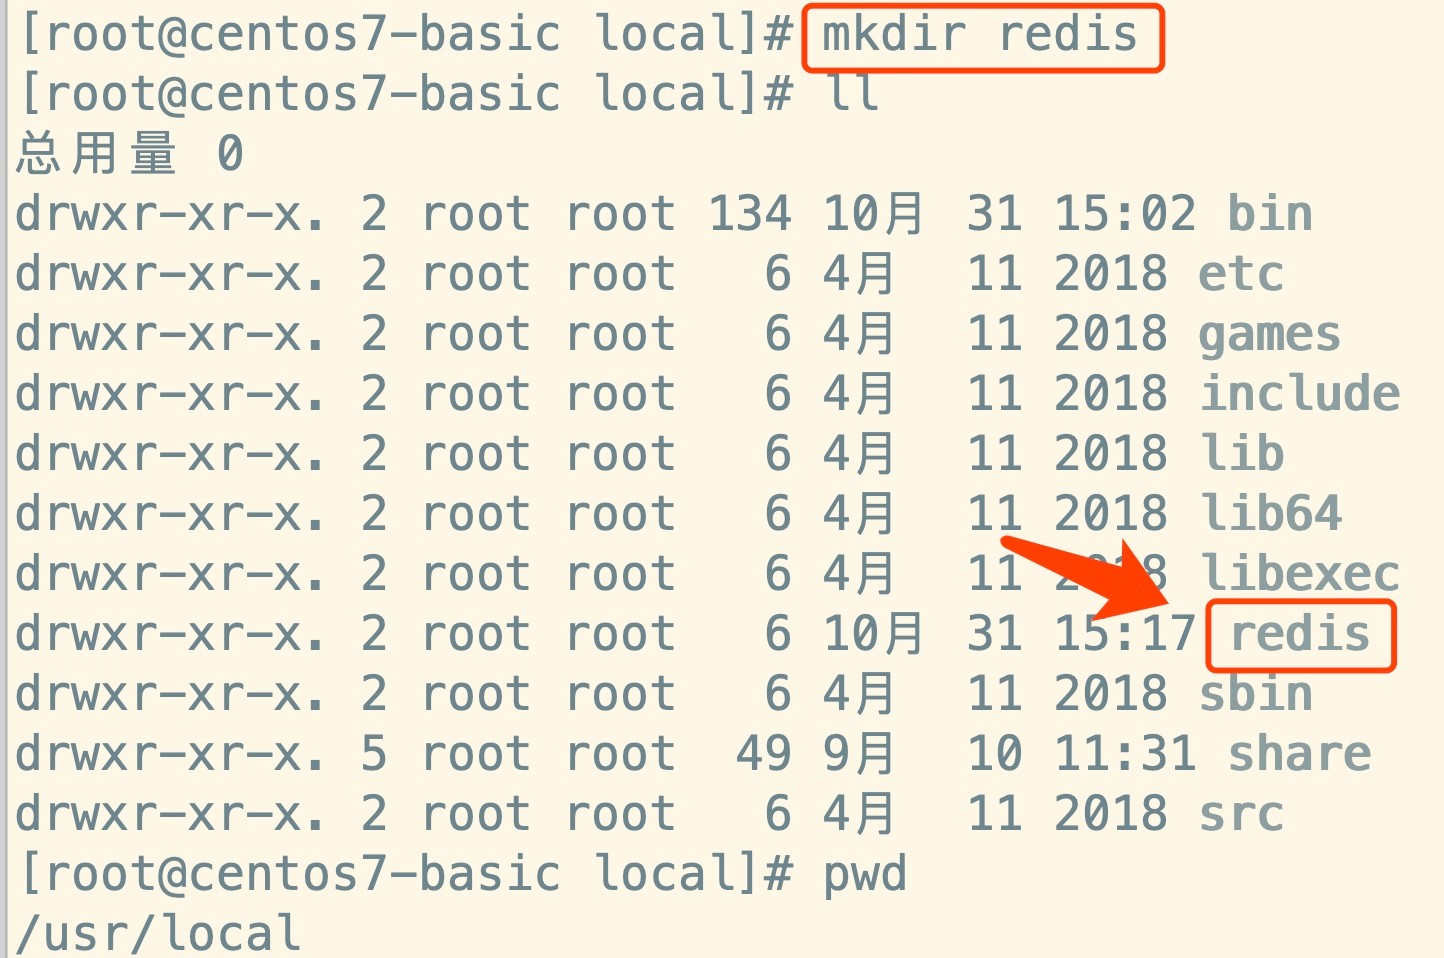 [root@centos7-basic local]# mkdir redis
[root@centos7-basic local]# ll
总用量 0
drwxr-xr-x. 2 root root 134 10月  31 15:02 bin
drwxr-xr-x. 2 root root   6 4月   11 2018 etc
drwxr-xr-x. 2 root root   6 4月   11 2018 games
drwxr-xr-x. 2 root root   6 4月   11 2018 include
drwxr-xr-x. 2 root root   6 4月   11 2018 lib
drwxr-xr-x. 2 root root   6 4月   11 2018 lib64
drwxr-xr-x. 2 root root   6 4月   11 2018 libexec
drwxr-xr-x. 2 root root   6 10月  31 15:17 redis
drwxr-xr-x. 2 root root   6 4月   11 2018 sbin
drwxr-xr-x. 5 root root  49 9月   10 11:31 share
drwxr-xr-x. 2 root root   6 4月   11 2018 src
[root@centos7-basic local]# pwd
/usr/local